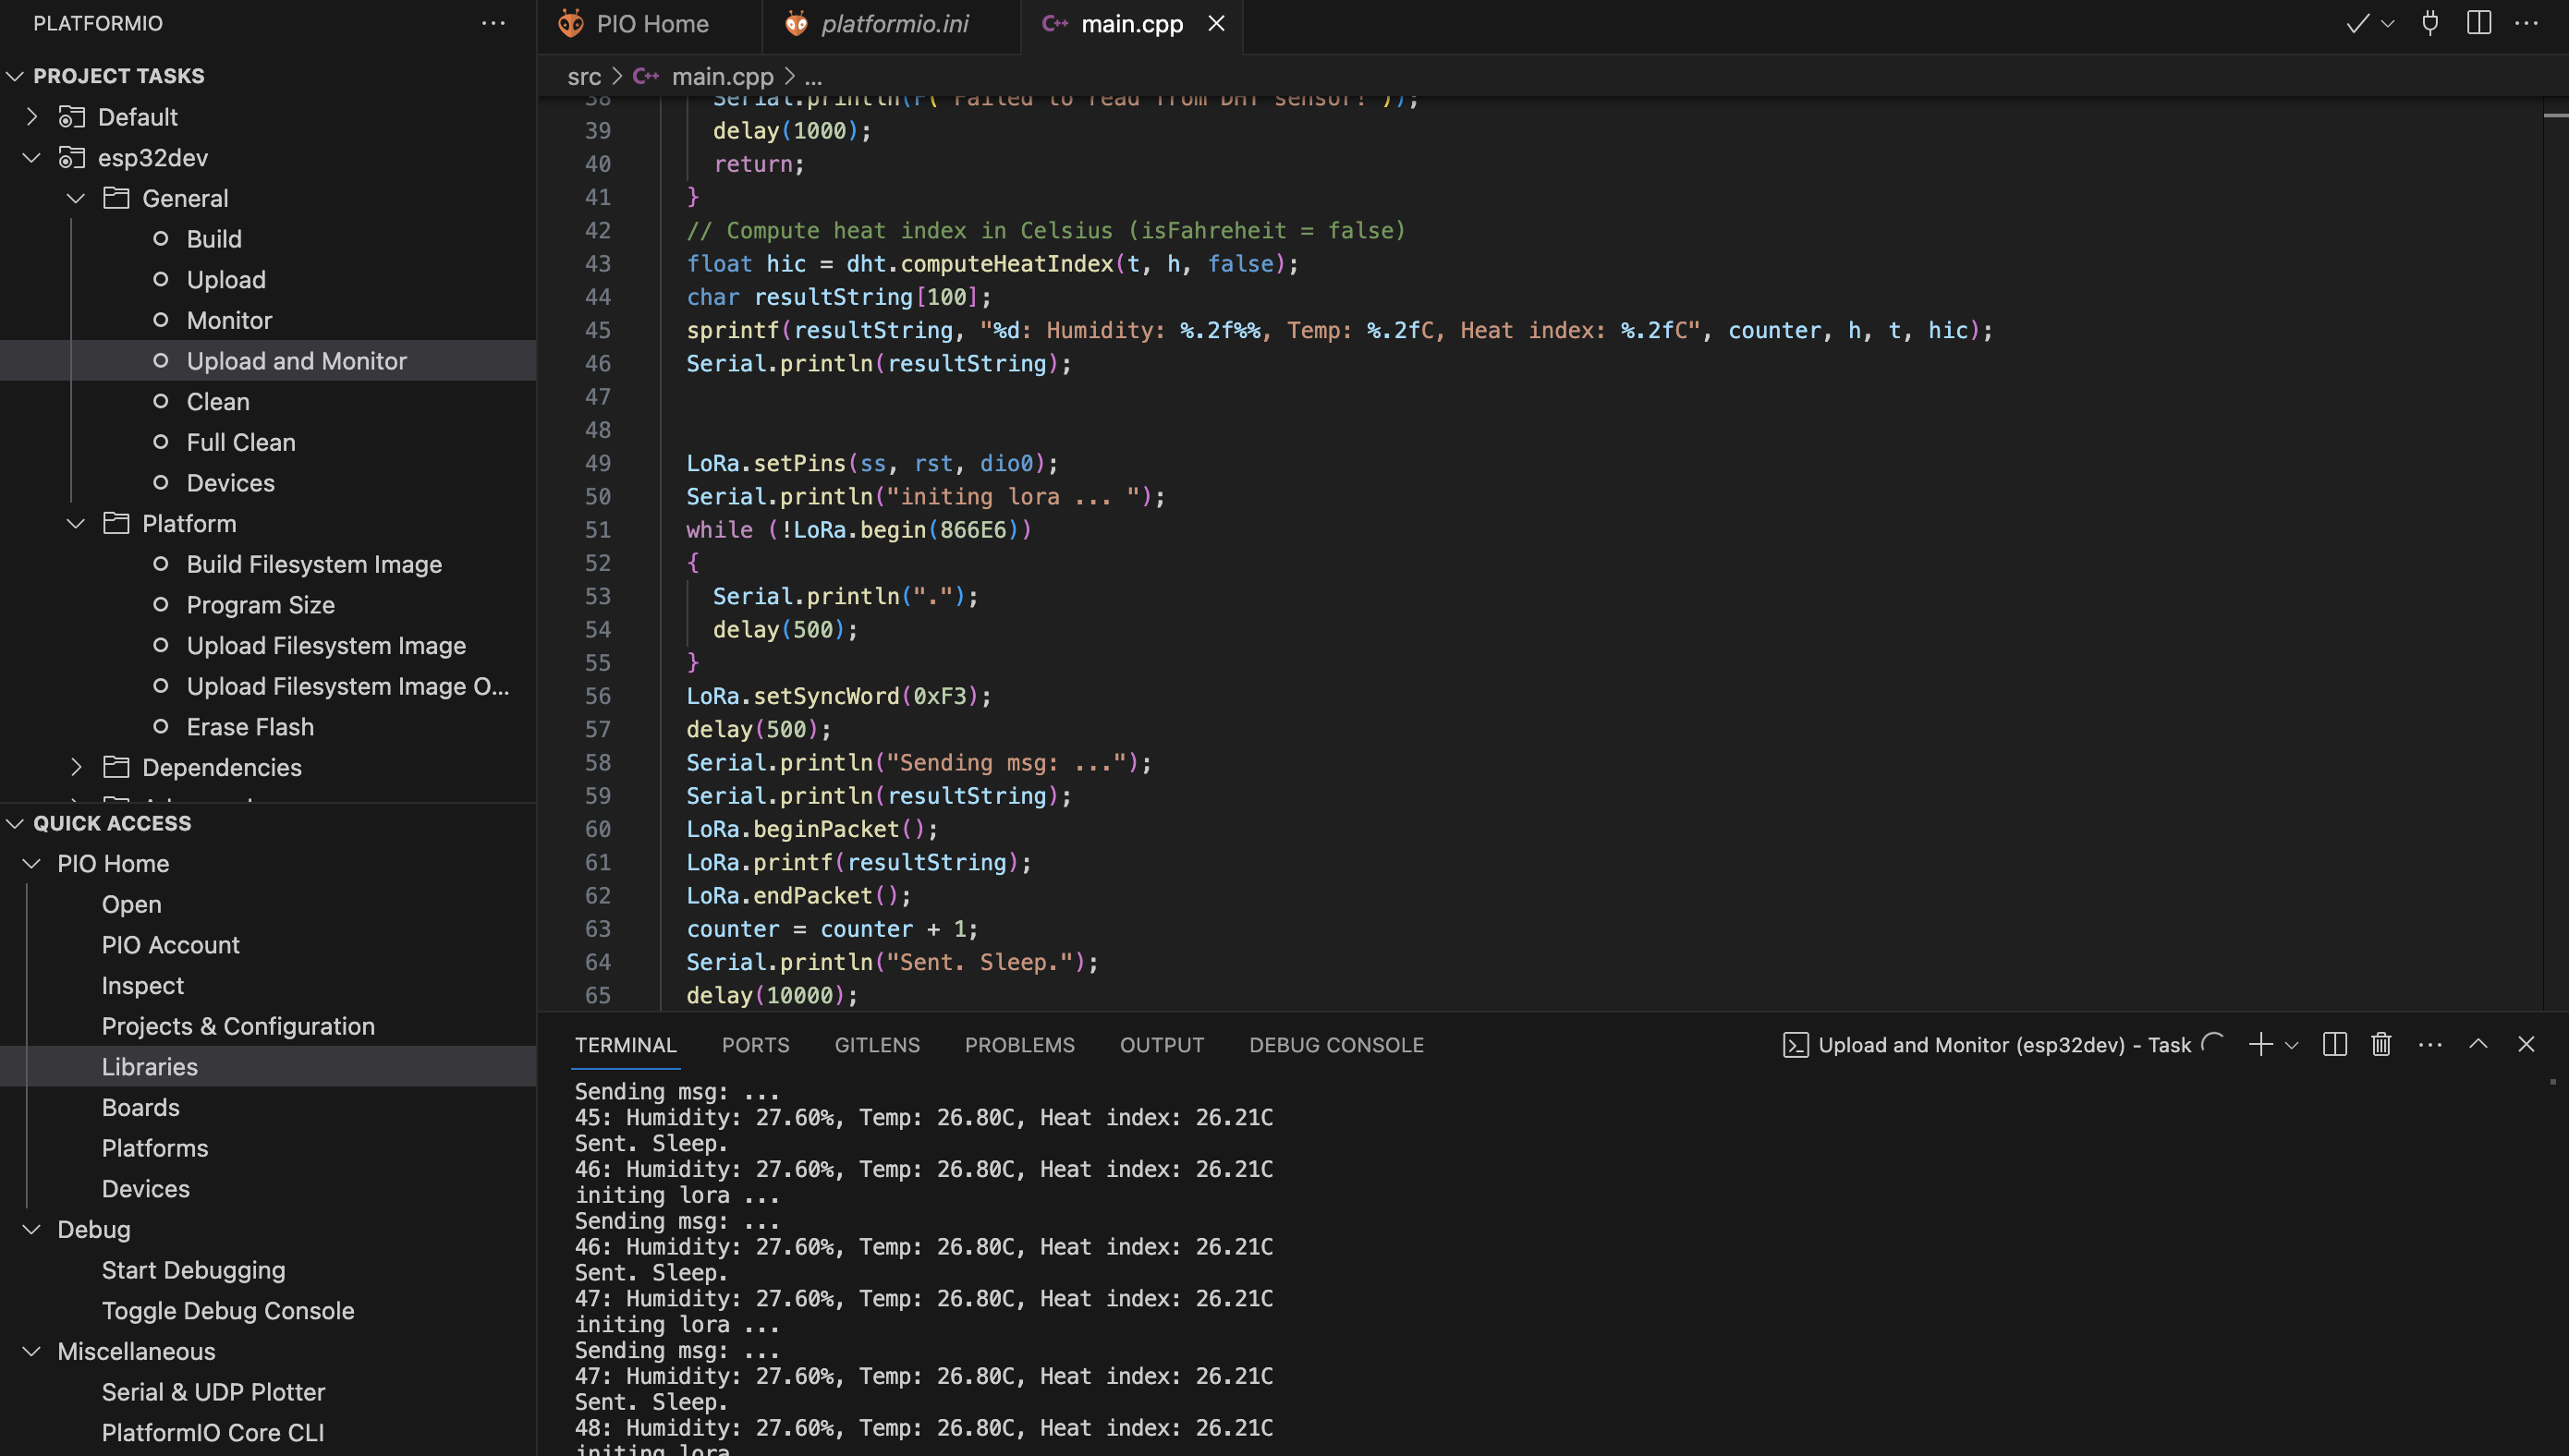 PLATFORMIO
PROJECT TASKS
Default
esp32dev
General
Build
Upload
Monitor
Upload and Monitor
Clean
Full Clean
Devices
Platform
Build Filesystem Image
Program Size
Upload Filesystem Image
Upload Filesystem Image O...
Erase Flash
Dependencies
QUICK ACCESS
PIO Home
Open
PIO Account
Inspect
Projects & Configuration
Libraries
Boards
Platforms
Devices
Debug
Start Debugging
Toggle Debug Console
Miscellaneous
Serial & UDP Plotter
PlatformIO Core CLI
PIO Home
platformio.ini
C++ main.cpp
src > C++ main.cpp > ...
38 Serial.println(F("Failed to read from DHT sensor!"));
39 delay(1000);
40 return;
41 }
42 // Compute heat index in Celsius (isFahreheit = false)
43 float hic = dht.computeHeatIndex(t, h, false);
44 char resultString[100];
45 sprintf(resultString, "%d: Humidity: %.2f%%, Temp: %.2fC, Heat index: %.2fC", counter, h, t, hic);
46 Serial.println(resultString);
47
48
49 LoRa.setPins(ss, rst, dio0);
50 Serial.println("initing lora ... ");
51 while (!LoRa.begin(866E6))
52 {
53 Serial.println(".");
54 delay(500);
55 }
56 LoRa.setSyncWord(0xF3);
57 delay(500);
58 Serial.println("Sending msg: ...");
59 Serial.println(resultString);
60 LoRa.beginPacket();
61 LoRa.printf(resultString);
62 LoRa.endPacket();
63 counter = counter + 1;
64 Serial.println("Sent. Sleep.");
65 delay(10000);
TERMINAL PORTS GITLENS PROBLEMS OUTPUT DEBUG CONSOLE
Upload and Monitor (esp32dev) - Task
Sending msg: ...
45: Humidity: 27.60%, Temp: 26.80C, Heat index: 26.21C
Sent. Sleep.
46: Humidity: 27.60%, Temp: 26.80C, Heat index: 26.21C
initing lora ...
Sending msg: ...
46: Humidity: 27.60%, Temp: 26.80C, Heat index: 26.21C
Sent. Sleep.
47: Humidity: 27.60%, Temp: 26.80C, Heat index: 26.21C
initing lora ...
Sending msg: ...
47: Humidity: 27.60%, Temp: 26.80C, Heat index: 26.21C
Sent. Sleep.
48: Humidity: 27.60%, Temp: 26.80C, Heat index: 26.21C
initing lora